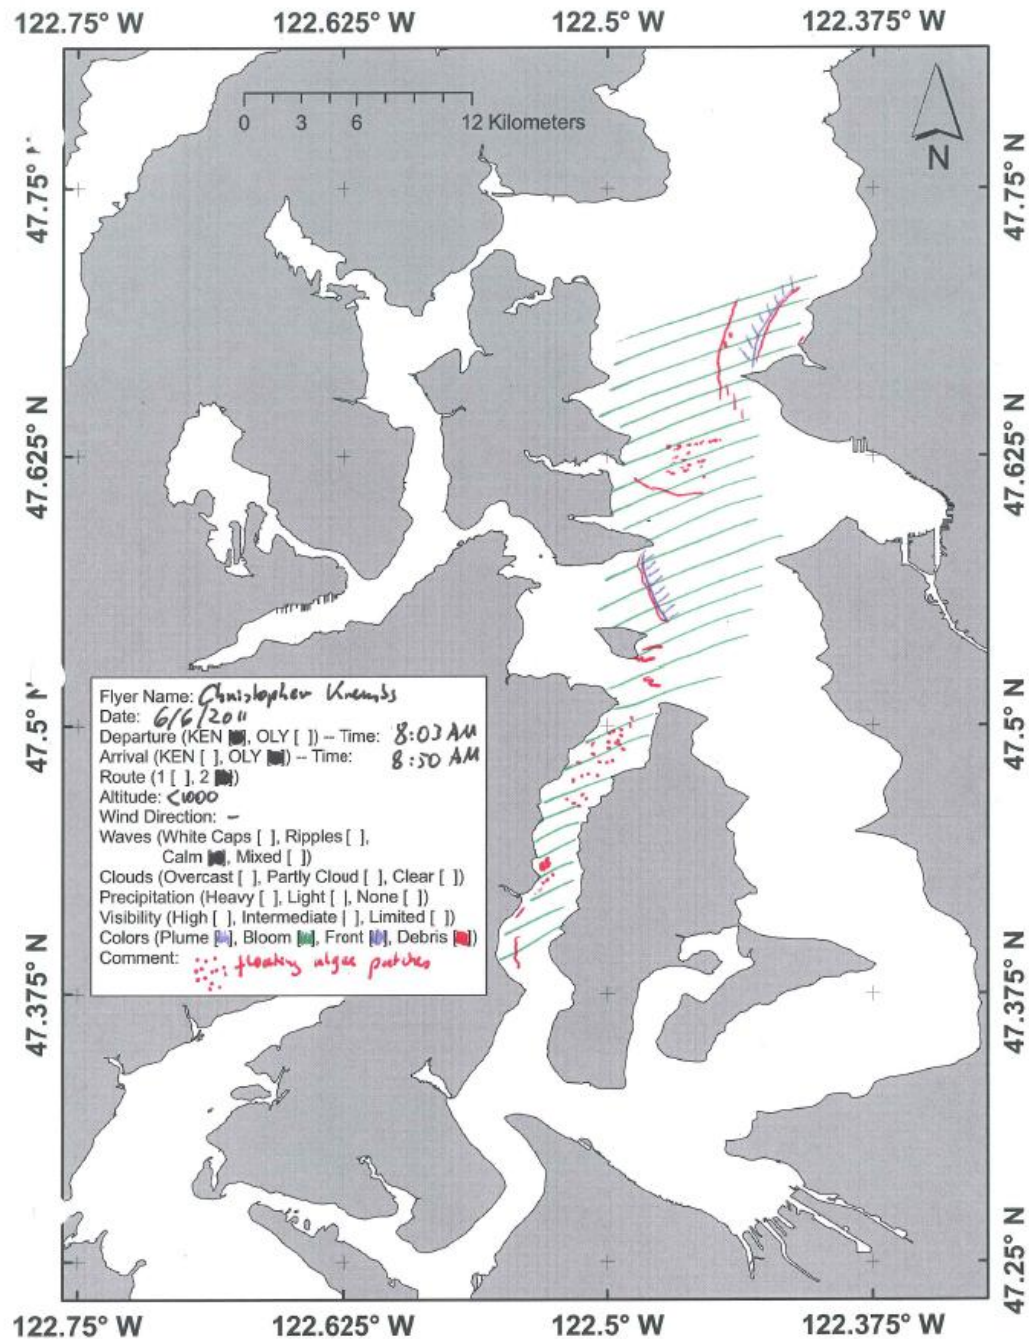 122.75° W 122.625° W 122.5° W 122.375° W
0 3 6 12 Kilometers
N
47.75° N
47.75° N
47.625° N
47.625° N
47.5° N
47.5° N
47.375° N
47.375° N
47.25° N
Flyer Name: Christopher Krembs
Date: 6/6/2011
Departure (KEN [ ], OLY [ ]) -- Time: 8:03 AM
Arrival (KEN [ ], OLY [ ]) -- Time: 8:50 AM
Route (1 [ ], 2 [ ])
Altitude: <1000
Wind Direction: -
Waves (White Caps [ ], Ripples [ ],
Calm [ ], Mixed [ ])
Clouds (Overcast [ ], Partly Cloud [ ], Clear [ ])
Precipitation (Heavy [ ], Light [ ], None [ ])
Visibility (High [ ], Intermediate [ ], Limited [ ])
Colors (Plume [ ], Bloom [ ], Front [ ], Debris [ ])
Comment: floating algae patches
122.75° W 122.625° W 122.5° W 122.375° W